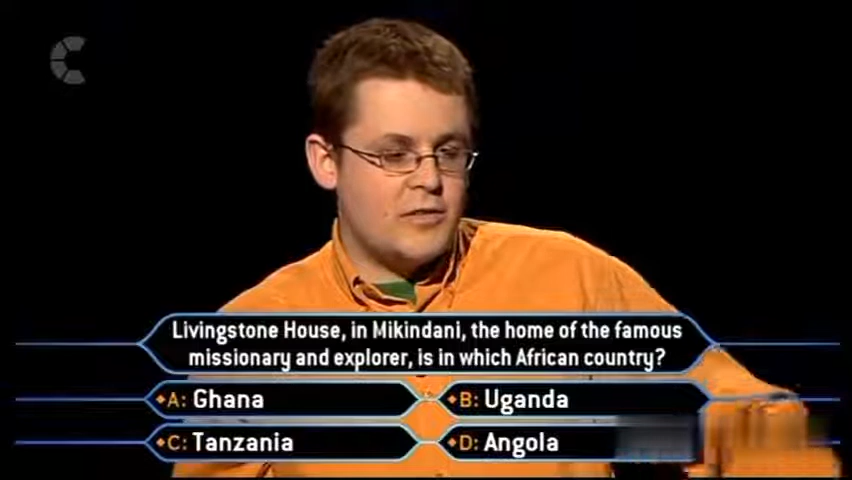 Livingstone House, in Mikindani, the home of the famous
missionary and explorer, is in which African country?
A: Ghana
B: Uganda
C: Tanzania
D: Angola